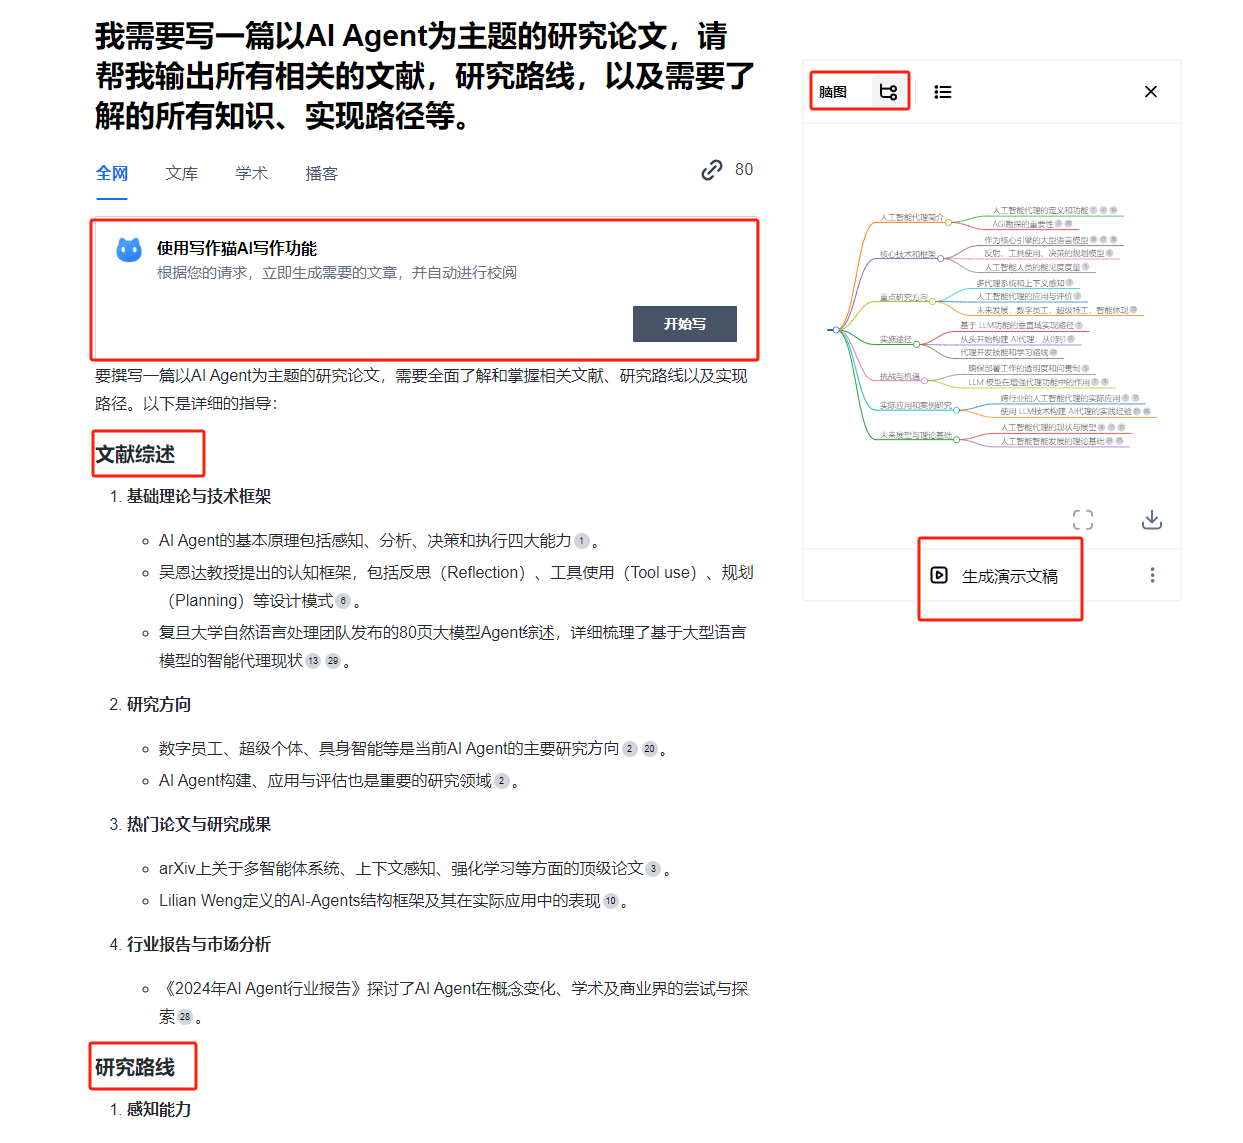 我需要写一篇以AI Agent为主题的研究论文，请
帮我输出所有相关的文献，研究路线，以及需要了
解的所有知识、实现路径等。
全网 文库 学术 播客 80
使用写作猫AI写作功能
根据您的请求，立即生成需要的文章，并自动进行校阅
开始写
要撰写一篇以AI Agent为主题的研究论文，需要全面了解和掌握相关文献、研究路线以及实现
路径。以下是详细的指导：
文献综述
1. 基础理论与技术框架
AI Agent的基本原理包括感知、分析、决策和执行四大能力 1 。
吴恩达教授提出的认知框架，包括反思（Reflection）、工具使用（Tool use）、规划
（Planning）等设计模式 6 。
复旦大学自然语言处理团队发布的80页大模型Agent综述，详细梳理了基于大型语言
模型的智能代理现状 13 29 。
2. 研究方向
数字员工、超级个体、具身智能等是当前AI Agent的主要研究方向 2 20 。
AI Agent构建、应用与评估也是重要的研究领域 2 。
3. 热门论文与研究成果
arXiv上关于多智能体系统、上下文感知、强化学习等方面的顶级论文 3 。
Lilian Weng定义的AI-Agents结构框架及其在实际应用中的表现 10 。
4. 行业报告与市场分析
《2024年AI Agent行业报告》探讨了AI Agent在概念变化、学术及商业界的尝试与探
索 28 。
研究路线
1. 感知能力
脑图
人工智能代理简介
人工智能代理的定义和功能
AGI勘探的重要性
核心技术和框架
作为核心引擎的大型语言模型
反射、工具使用、决策的规划模型
人工智能人员的能见度度量
重点研究方向
多代理系统和上下文感知
人工智能代理的应用与评价
未来发展：数字员工，超级特工，智能体现
实施途径
基于 LLM功能的垂直域实现路径
从头开始构建 AI代理：从0到1
代理开发技能和学习路线
挑战与机遇
确保部署工作的透明度和问责制
LLM 模型在增强代理功能中的作用
实际应用和案例研究
跨行业的人工智能代理的实际应用
使用 LLM技术构建 AI代理的实践经验
未来展望与理论基础
人工智能代理的现状与展望
人工智能智能发展的理论基础
生成演示文稿